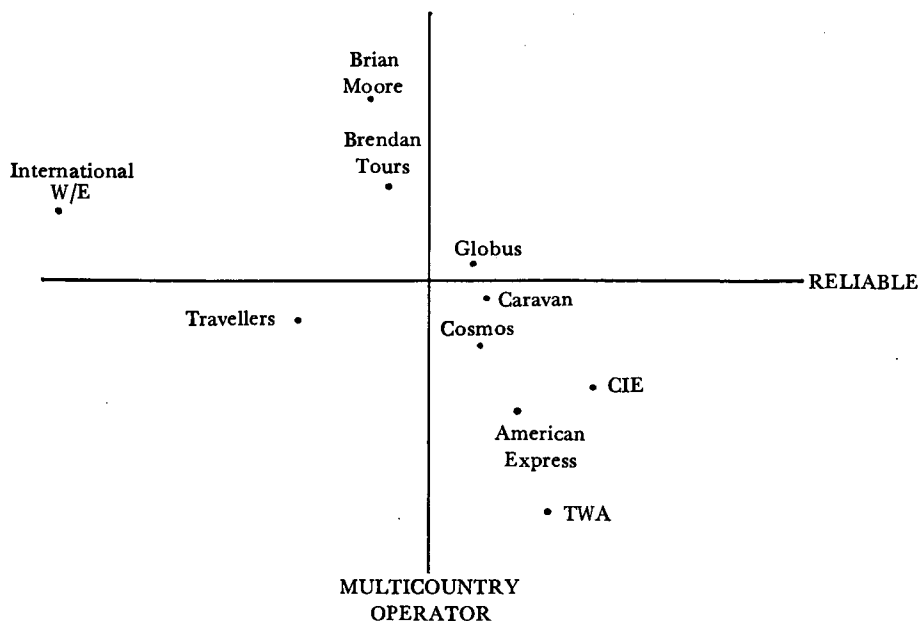 Brian
Moore
Brendan
Tours
International
W/E
Globus
RELIABLE
Caravan
Travellers
Cosmos
CIE
American
Express
TWA
MULTICOUNTRY
OPERATOR